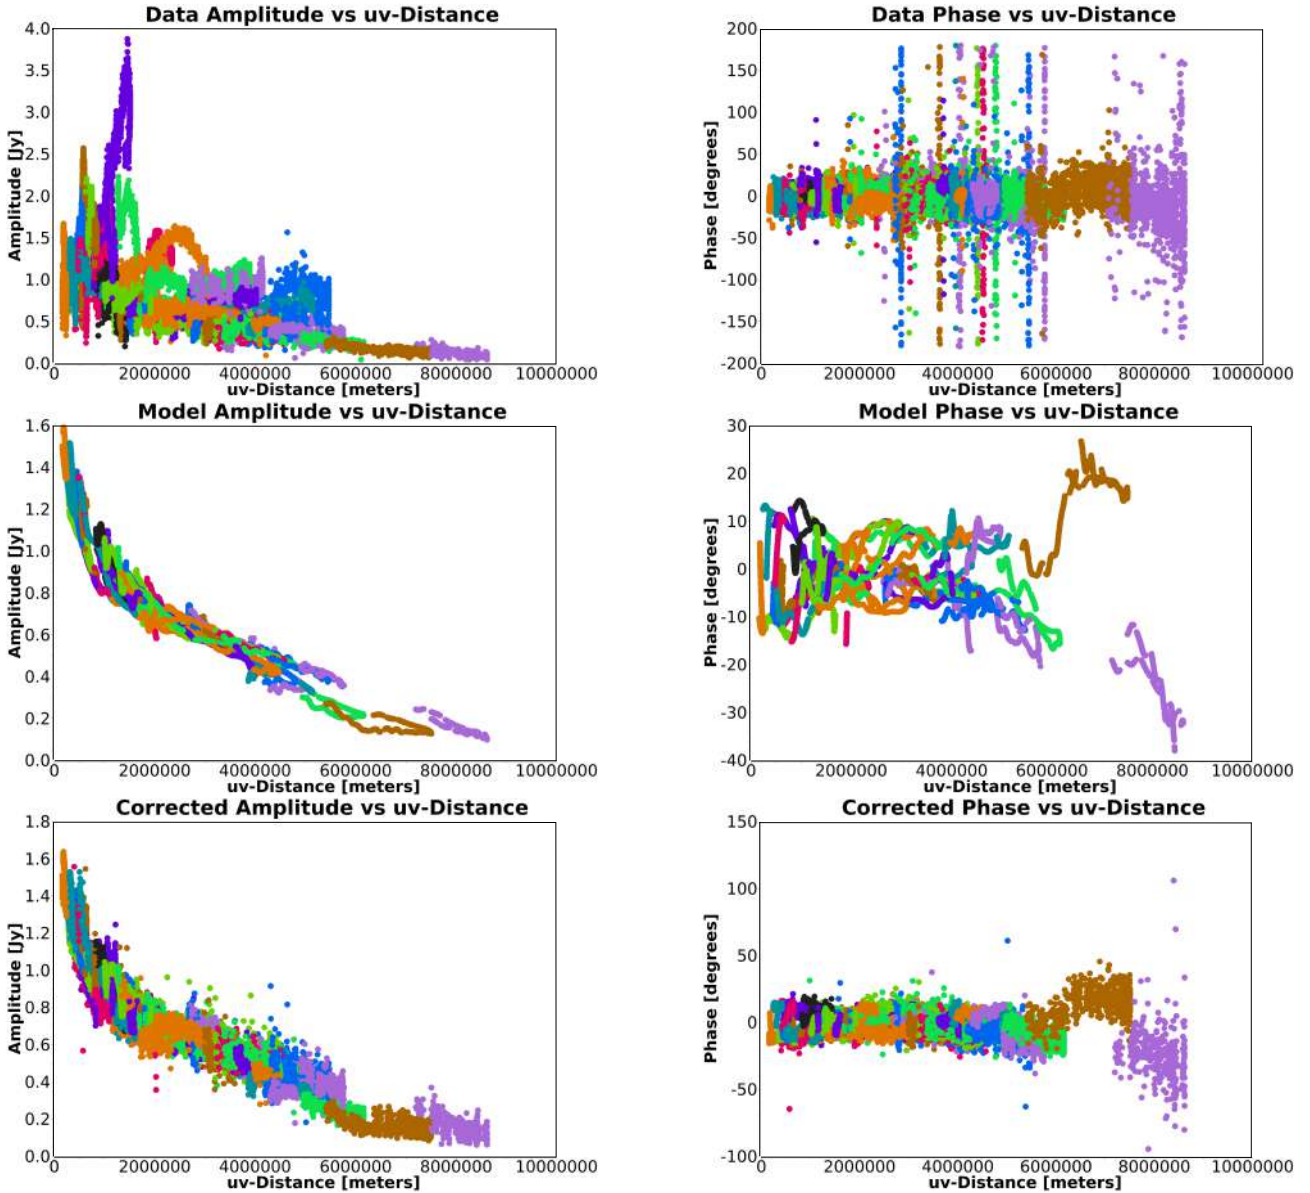 Data Amplitude vs uv-Distance
Amplitude [Jy]
4.0
3.5
3.0
2.5
2.0
1.5
1.0
0.5
0.0
0 2000000 4000000 6000000 8000000 10000000
uv-Distance [meters]
Data Phase vs uv-Distance
Phase [degrees]
200
150
100
50
0
-50
-100
-150
-200
0 2000000 4000000 6000000 8000000 10000000
uv-Distance [meters]
Model Amplitude vs uv-Distance
Amplitude [Jy]
1.6
1.4
1.2
1.0
0.8
0.6
0.4
0.2
0.0
0 2000000 4000000 6000000 8000000 10000000
uv-Distance [meters]
Model Phase vs uv-Distance
Phase [degrees]
30
20
10
0
-10
-20
-30
-40
0 2000000 4000000 6000000 8000000 10000000
uv-Distance [meters]
Corrected Amplitude vs uv-Distance
Amplitude [Jy]
1.8
1.6
1.4
1.2
1.0
0.8
0.6
0.4
0.2
0.0
0 2000000 4000000 6000000 8000000 10000000
uv-Distance [meters]
Corrected Phase vs uv-Distance
Phase [degrees]
150
100
50
0
-50
-100
0 2000000 4000000 6000000 8000000 10000000
uv-Distance [meters]